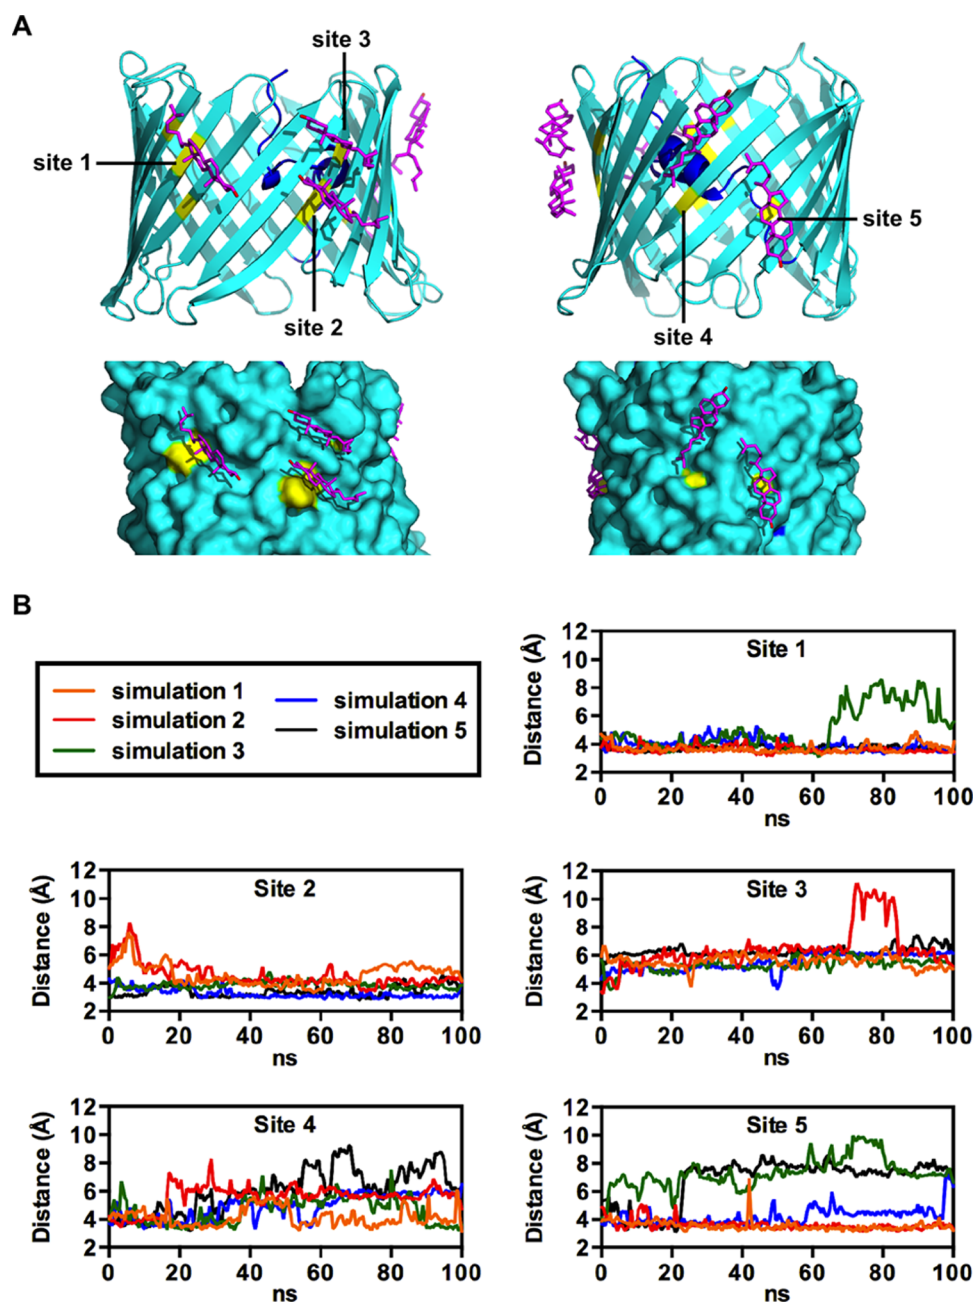 A
site 3
site 1
site 2
site 5
site 4
B
simulation 1
simulation 2
simulation 3
simulation 4
simulation 5
Site 1
Distance (Å)
12
10
8
6
4
2
0 20 40 60 80 100
ns
Site 2
Distance (Å)
12
10
8
6
4
2
0 20 40 60 80 100
ns
Site 3
Distance (Å)
12
10
8
6
4
2
0 20 40 60 80 100
ns
Site 4
Distance (Å)
12
10
8
6
4
2
0 20 40 60 80 100
ns
Site 5
Distance (Å)
12
10
8
6
4
2
0 20 40 60 80 100
ns